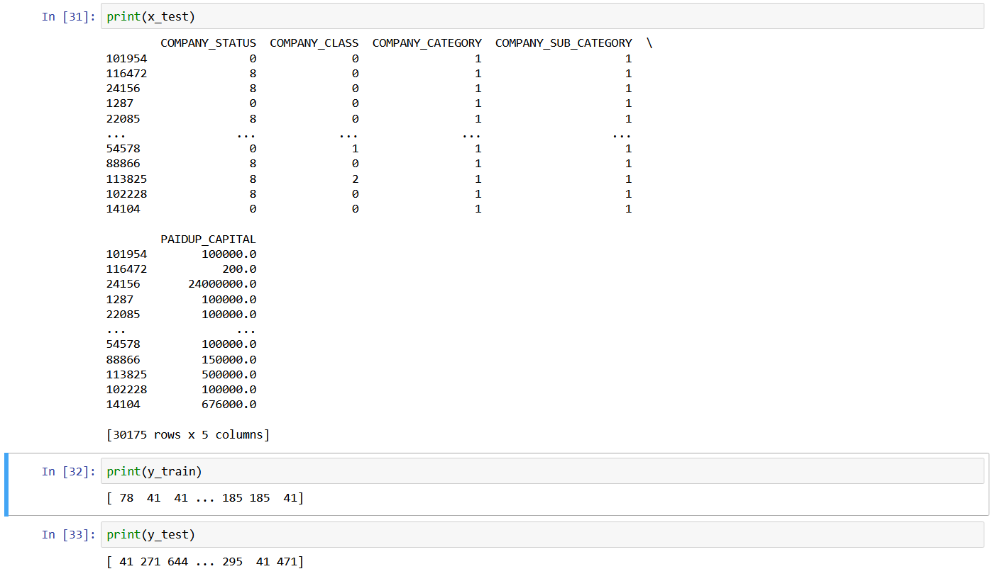 In [31]: print(x_test)
COMPANY_STATUS COMPANY_CLASS COMPANY_CATEGORY COMPANY_SUB_CATEGORY \
101954 0 0 1 1
116472 8 0 1 1
24156 8 0 1 1
1287 0 0 1 1
22085 8 0 1 1
... ... ... ... ...
54578 0 1 1 1
88866 8 0 1 1
113825 8 2 1 1
102228 8 0 1 1
14104 0 0 1 1
PAIDUP_CAPITAL
101954 100000.0
116472 200.0
24156 24000000.0
1287 100000.0
22085 100000.0
... ...
54578 100000.0
88866 150000.0
113825 500000.0
102228 100000.0
14104 676000.0
[30175 rows x 5 columns]
In [32]: print(y_train)
[ 78 41 41 ... 185 185 41]
In [33]: print(y_test)
[ 41 271 644 ... 295 41 471]